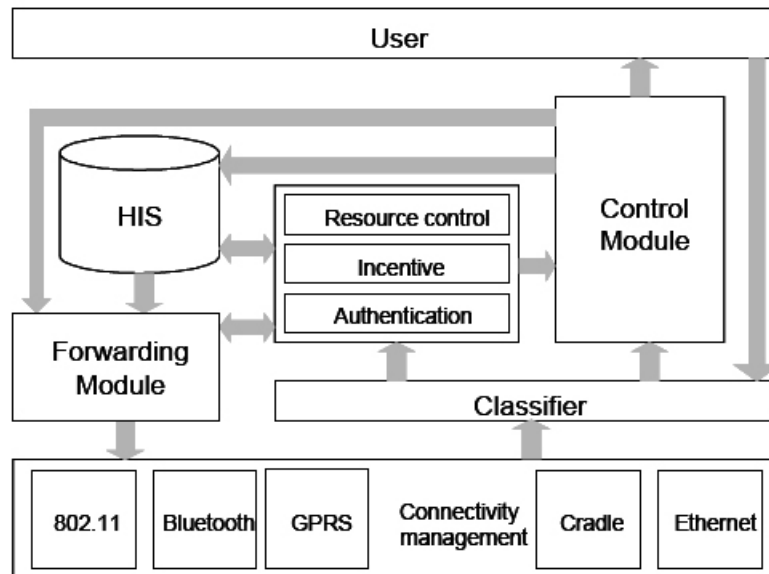 User
HIS
Resource control
Incentive
Authentication
Control
Module
Forwarding
Module
Classifier
802.11
Bluetooth
GPRS
Connectivity
management
Cradle
Ethernet